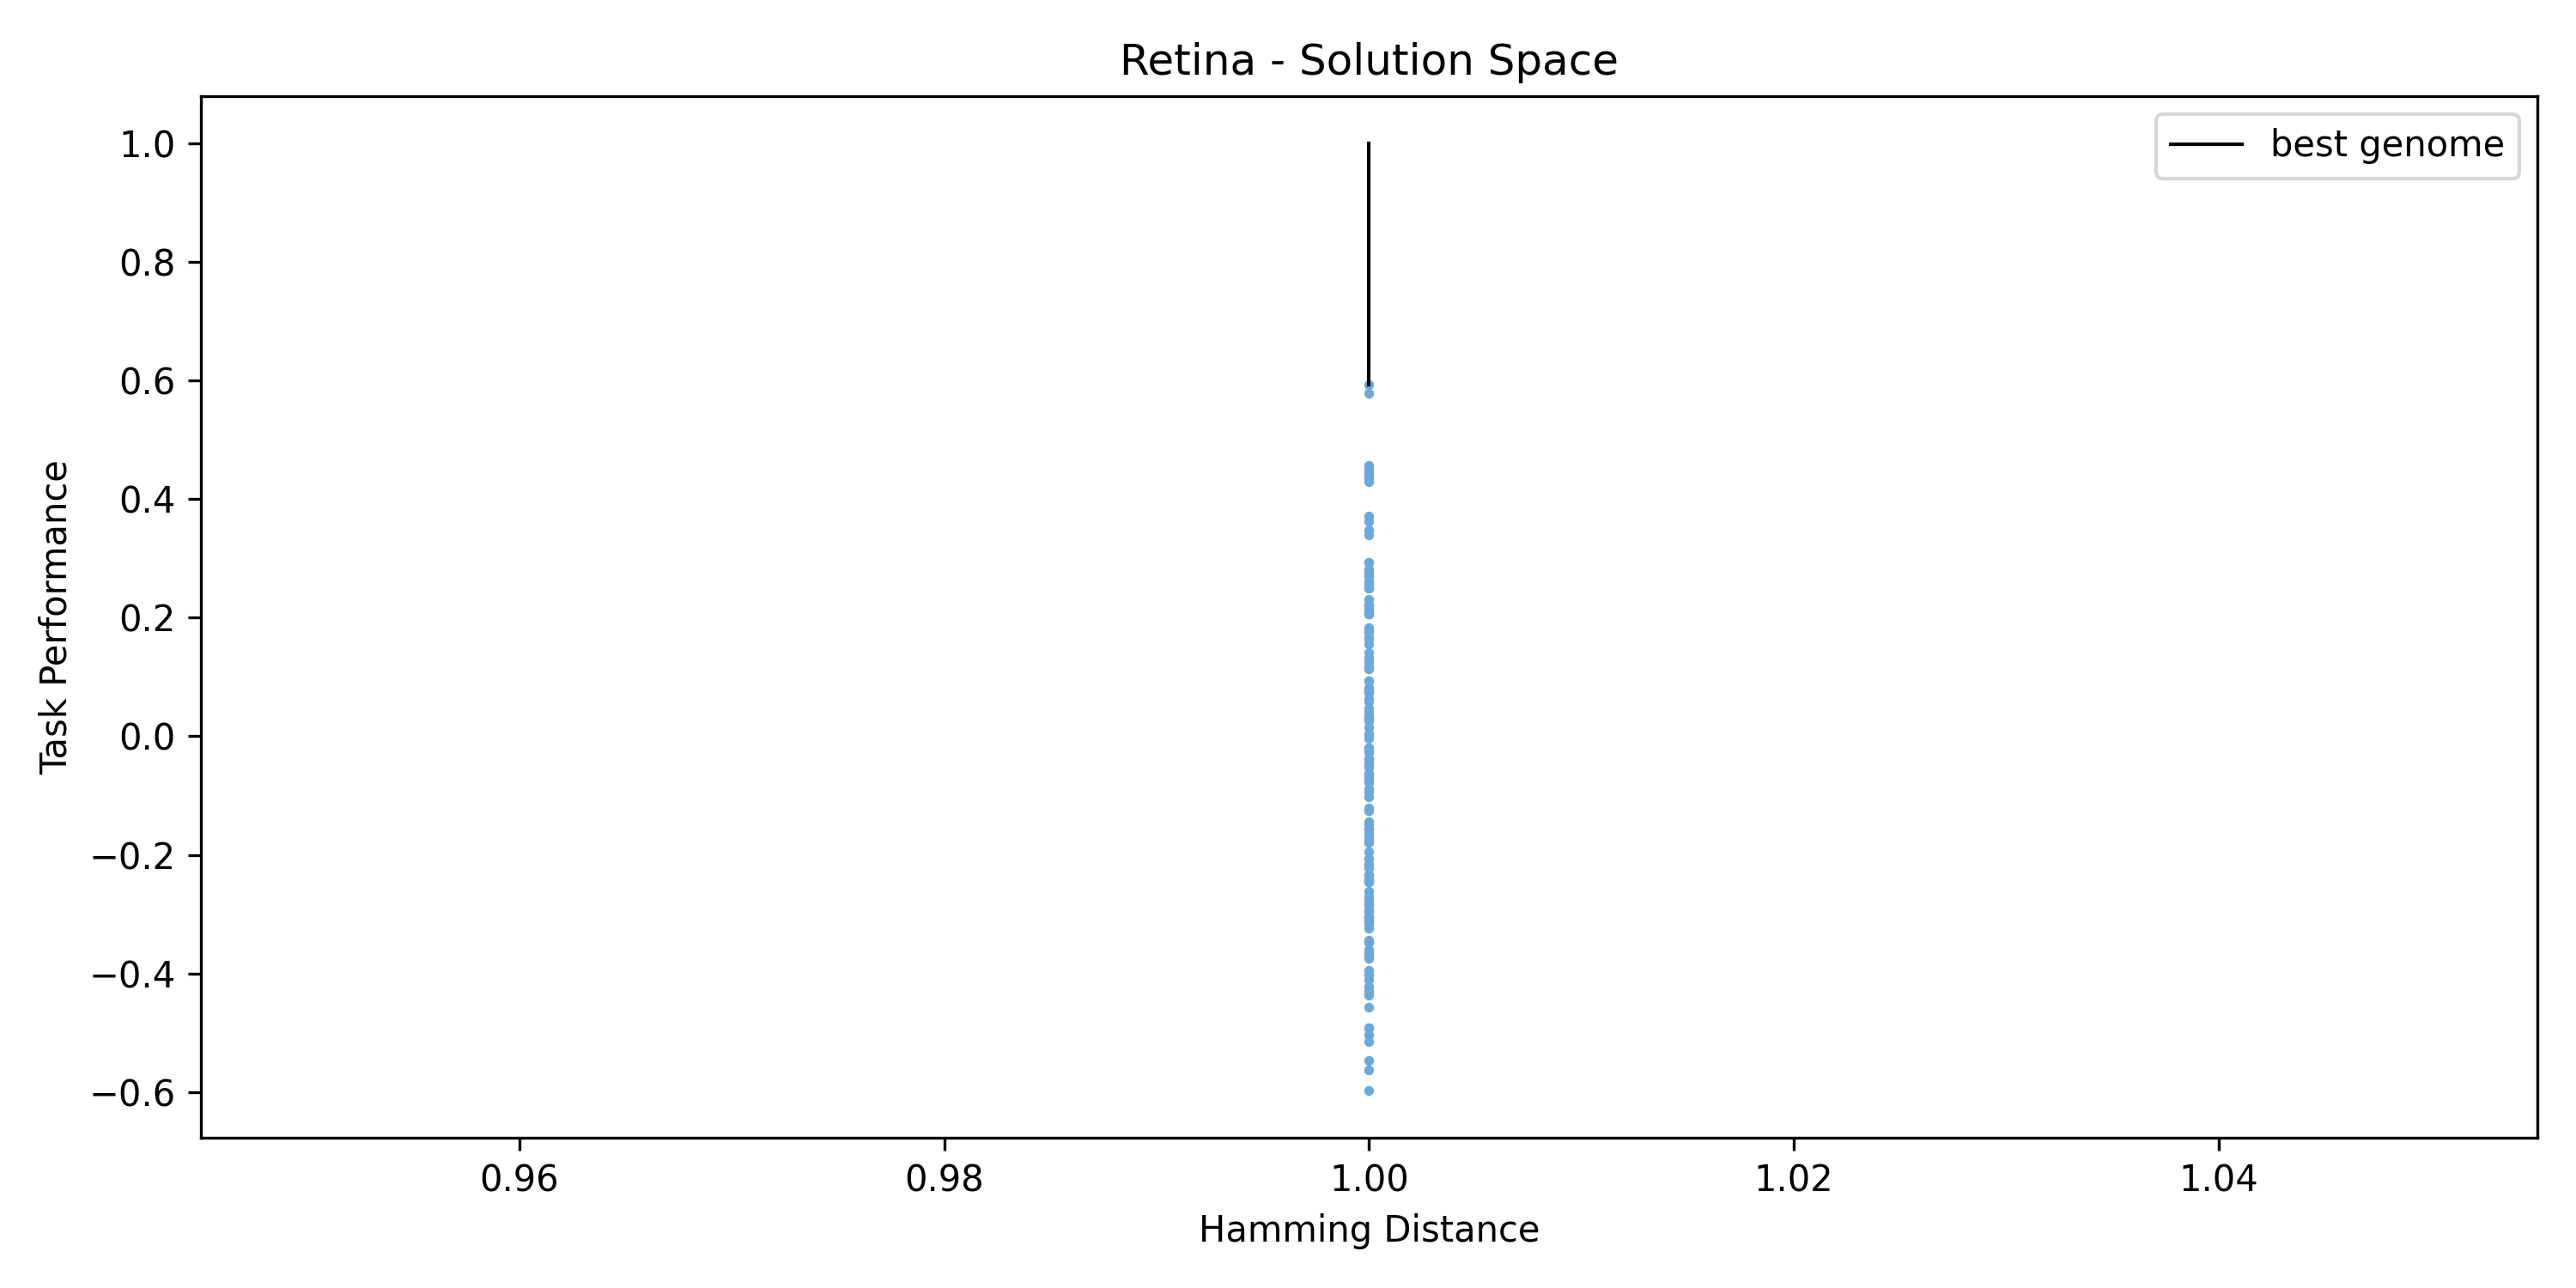 Retina - Solution Space
best genome
Task Performance
1.0
0.8
0.6
0.4
0.2
0.0
−0.2
−0.4
−0.6
0.96 0.98 1.00 1.02 1.04
Hamming Distance